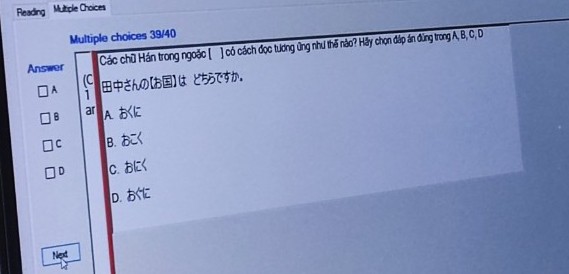 Reading
Multiple Choices
Multiple choices 39/40
Answer
A
B
C
D
(C
1
ar
Các chữ Hán trong ngoặc [ ] có cách đọc tương ứng như thế nào? Hãy chọn đáp án đúng trong A, B, C, D
田中さんの【お国】は どちらですか。
A. おくに
B. おこく
C. おにく
D. おぐに
Next